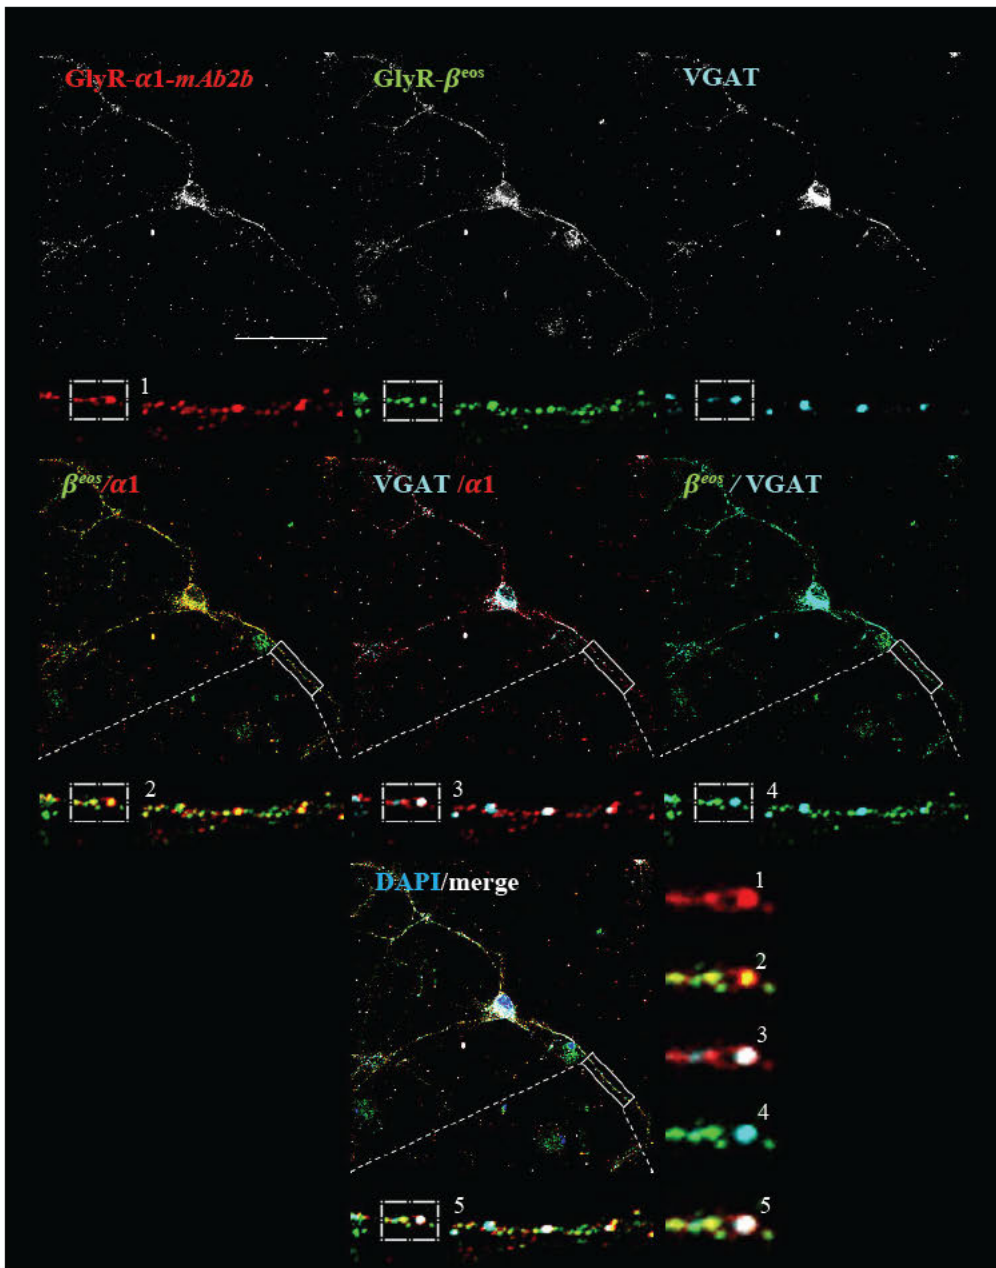 GlyR-α1-mAb2b
GlyR-β^eos
VGAT
1
β^eos/α1
VGAT /α1
β^eos / VGAT
2
3
4
DAPI/merge
1
2
3
4
5
5